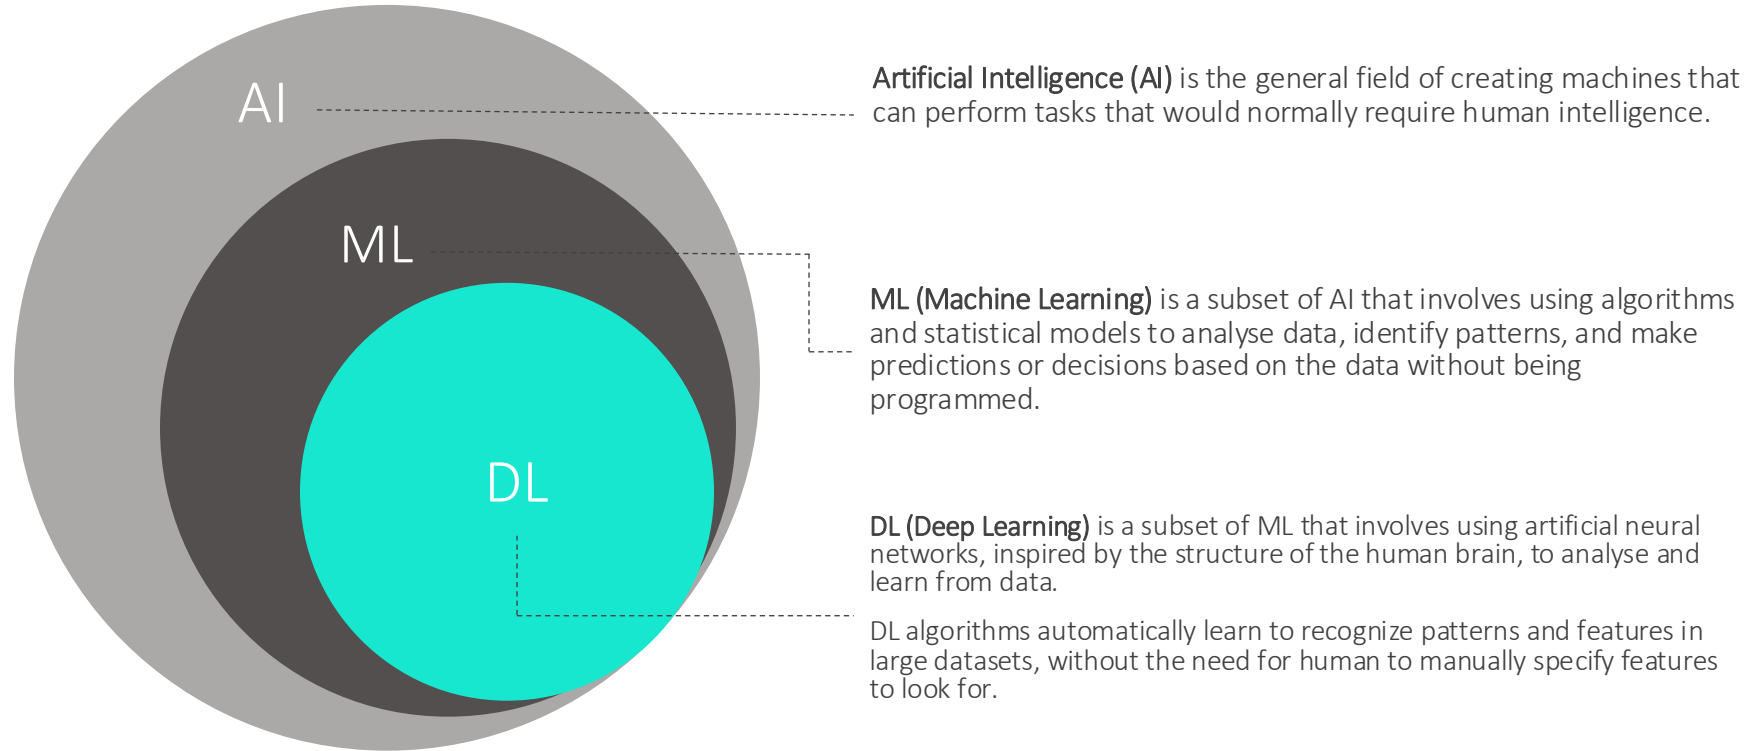 AI
Artificial Intelligence (AI) is the general field of creating machines that
can perform tasks that would normally require human intelligence.
ML
ML (Machine Learning) is a subset of AI that involves using algorithms
and statistical models to analyse data, identify patterns, and make
predictions or decisions based on the data without being
programmed.
DL
DL (Deep Learning) is a subset of ML that involves using artificial neural
networks, inspired by the structure of the human brain, to analyse and
learn from data.
DL algorithms automatically learn to recognize patterns and features in
large datasets, without the need for human to manually specify features
to look for.